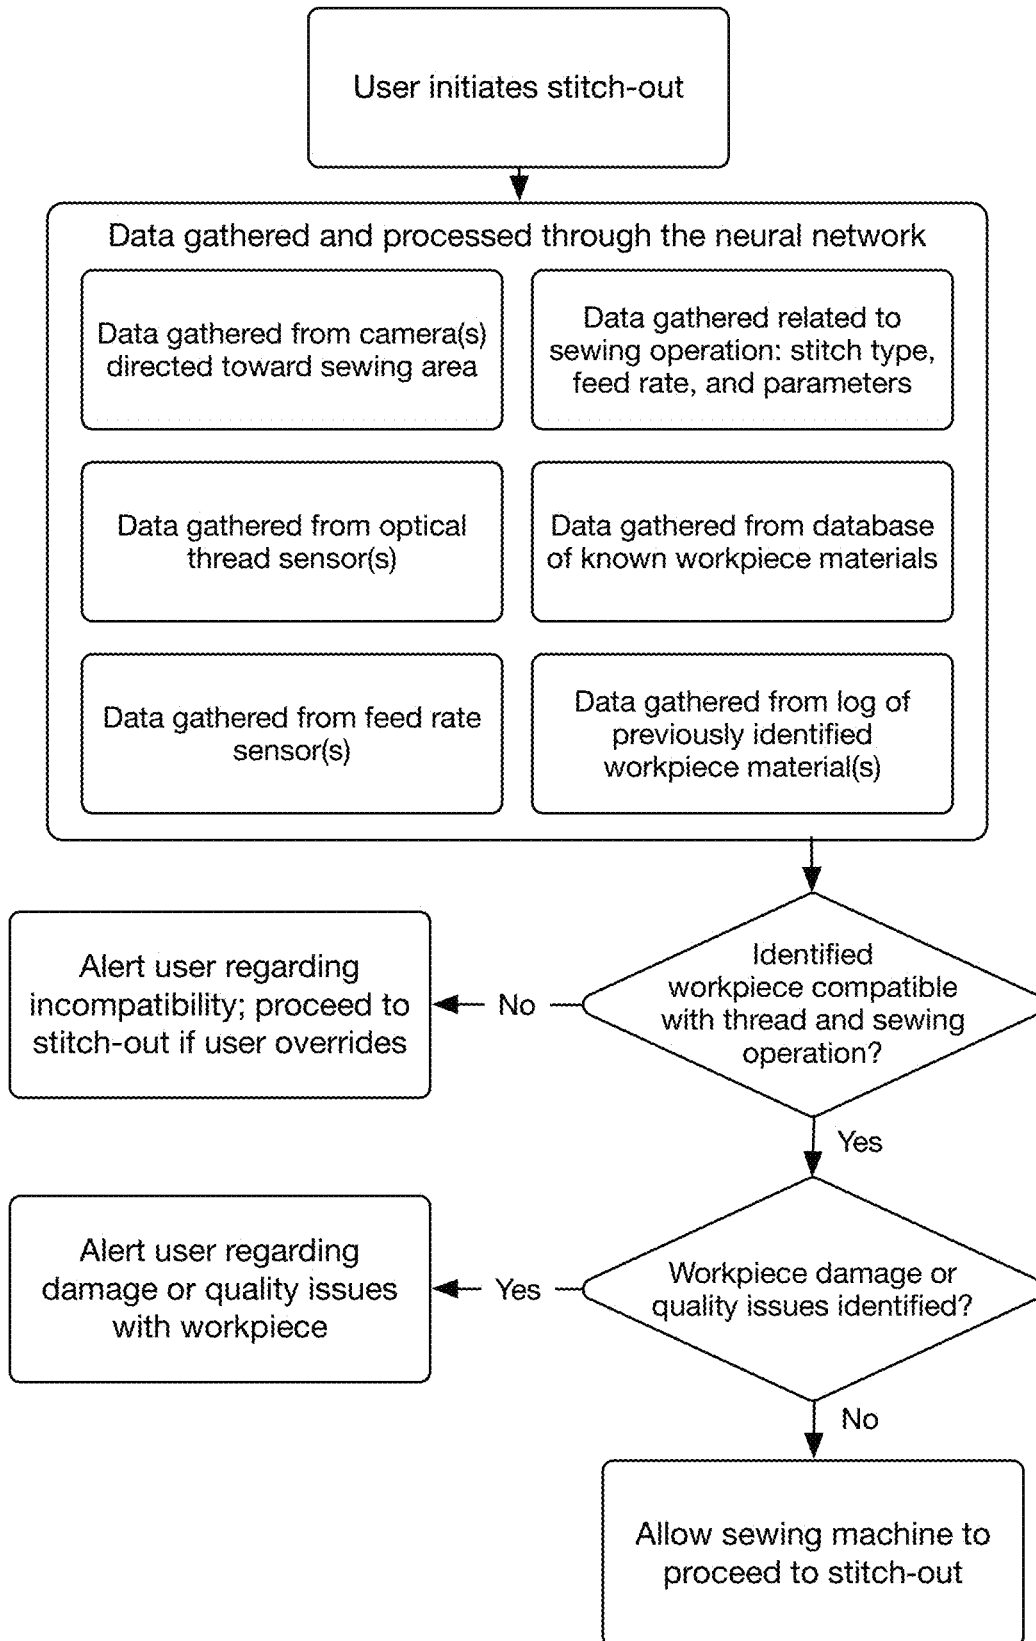 User initiates stitch-out
Data gathered and processed through the neural network
Data gathered from camera(s)
directed toward sewing area
Data gathered related to
sewing operation: stitch type,
feed rate, and parameters
Data gathered from optical
thread sensor(s)
Data gathered from database
of known workpiece materials
Data gathered from feed rate
sensor(s)
Data gathered from log of
previously identified
workpiece material(s)
Identified
workpiece compatible
with thread and sewing
operation?
No
Alert user regarding
incompatibility; proceed to
stitch-out if user overrides
Yes
Workpiece damage or
quality issues identified?
Yes
Alert user regarding
damage or quality issues
with workpiece
No
Allow sewing machine to
proceed to stitch-out